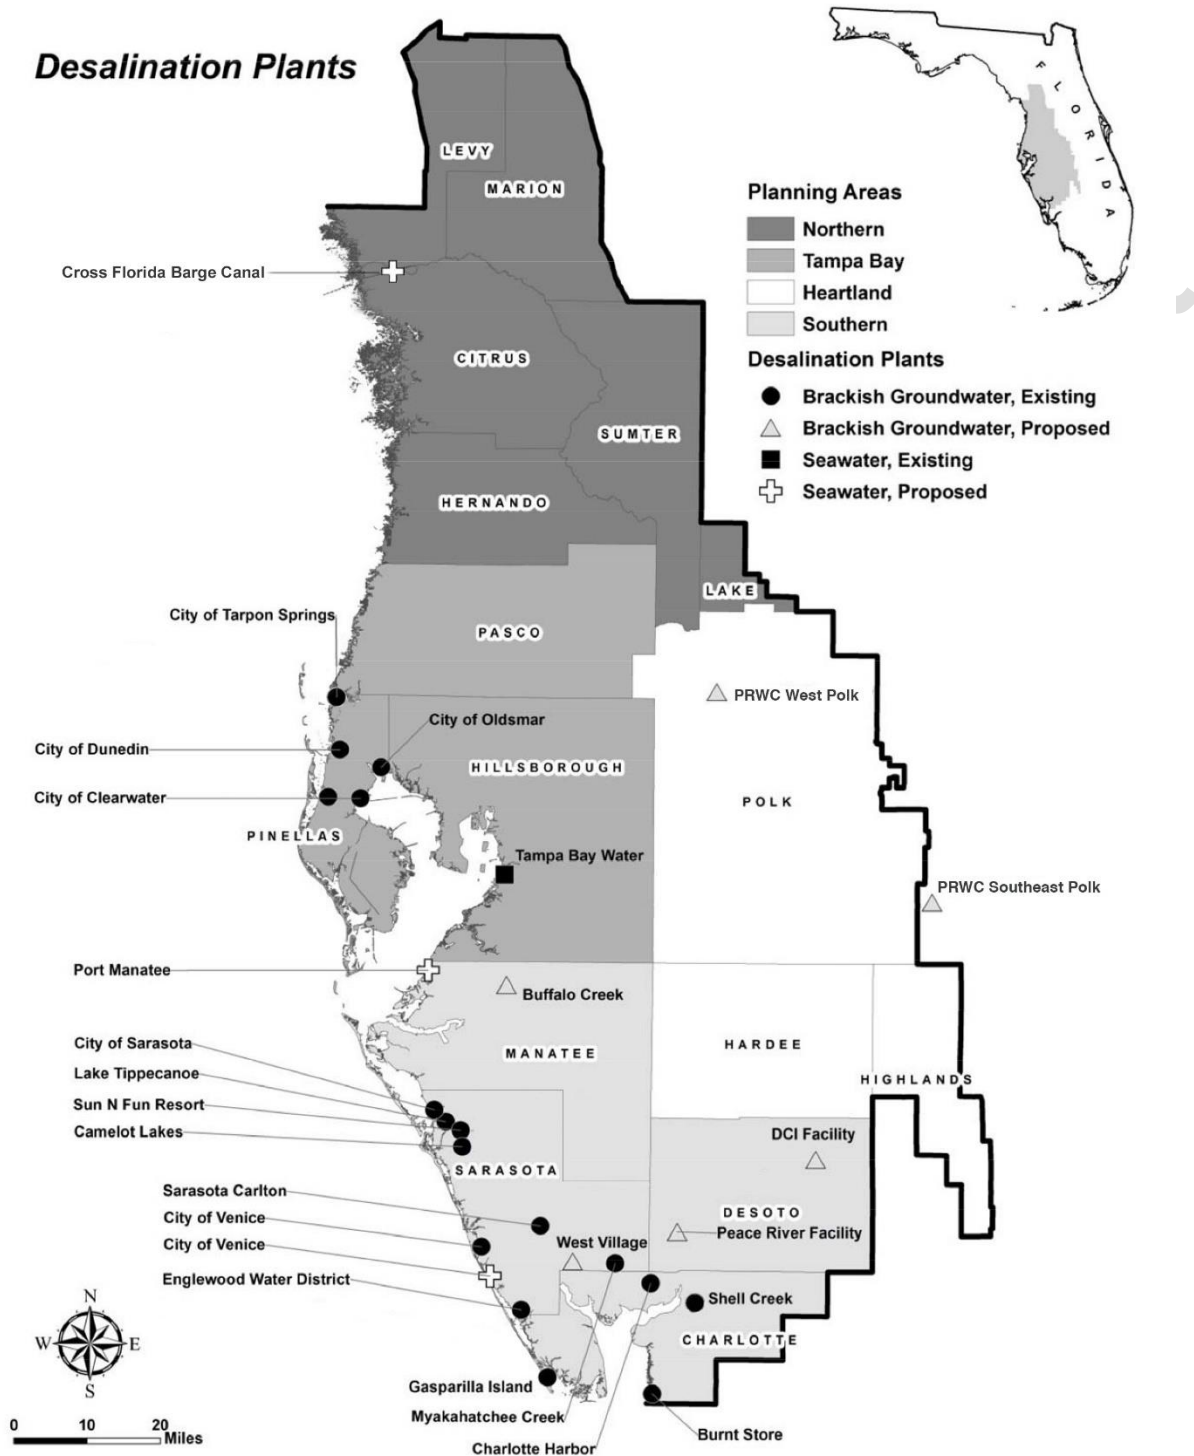 Desalination Plants
FLORIDA
LEVY
MARION
Planning Areas
Northern
Tampa Bay
Heartland
Southern
Cross Florida Barge Canal
CITRUS
Desalination Plants
Brackish Groundwater, Existing
Brackish Groundwater, Proposed
Seawater, Existing
Seawater, Proposed
SUMTER
HERNANDO
LAKE
City of Tarpon Springs
PASCO
PRWC West Polk
City of Oldsmar
City of Dunedin
HILLSBOROUGH
City of Clearwater
POLK
PINELLAS
Tampa Bay Water
PRWC Southeast Polk
Port Manatee
Buffalo Creek
City of Sarasota
MANATEE
HARDEE
Lake Tippecanoe
HIGHLANDS
Sun N Fun Resort
Camelot Lakes
DCI Facility
SARASOTA
Sarasota Carlton
City of Venice
DESOTO
Peace River Facility
West Village
City of Venice
Englewood Water District
Shell Creek
CHARLOTTE
N
W
E
S
Gasparilla Island
Myakahatchee Creek
Burnt Store
Charlotte Harbor
0 10 20
Miles